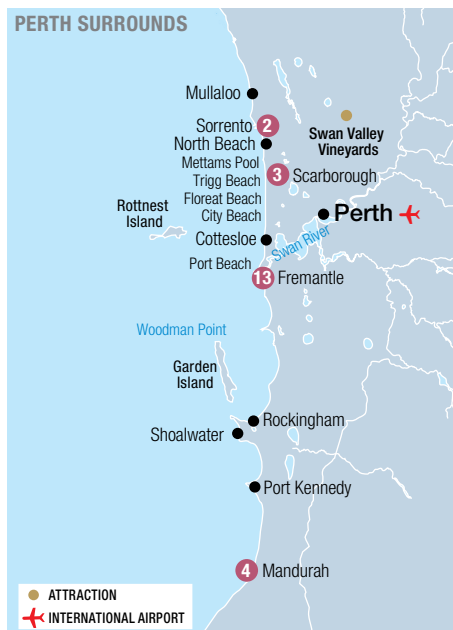 PERTH SURROUNDS
Mullaloo
Sorrento 2
North Beach
Swan Valley
Vineyards
Mettams Pool
3 Scarborough
Trigg Beach
Floreat Beach
City Beach
Rottnest
Island
Perth
Cottesloe
Swan River
Port Beach
13 Fremantle
Woodman Point
Garden
Island
Rockingham
Shoalwater
Port Kennedy
4 Mandurah
ATTRACTION
INTERNATIONAL AIRPORT